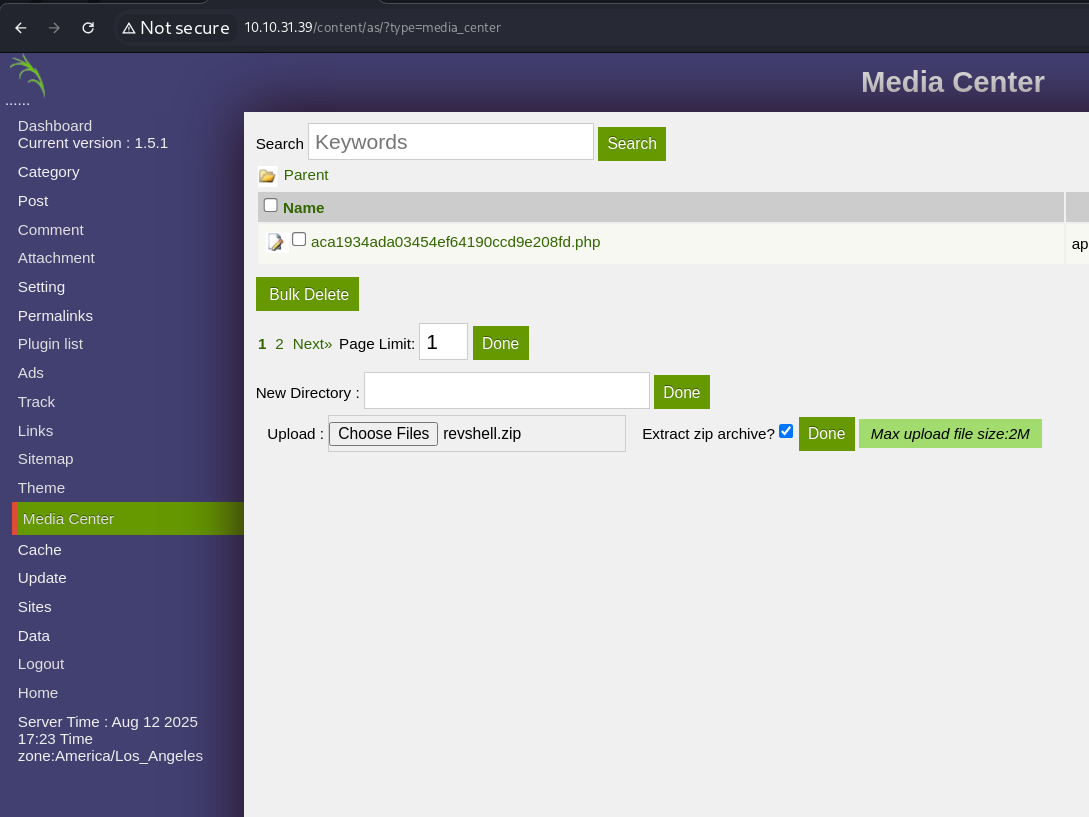 Not secure 10.10.31.39/content/as/?type=media_center
......
Media Center
Dashboard
Current version : 1.5.1
Category
Post
Comment
Attachment
Setting
Permalinks
Plugin list
Ads
Track
Links
Sitemap
Theme
Media Center
Cache
Update
Sites
Data
Logout
Home
Server Time : Aug 12 2025
17:23 Time
zone:America/Los_Angeles
Search Keywords Search
Parent
Name
aca1934ada03454ef64190ccd9e208fd.php ap
Bulk Delete
1 2 Next» Page Limit: 1 Done
New Directory : Done
Upload : Choose Files revshell.zip Extract zip archive? Done Max upload file size:2M